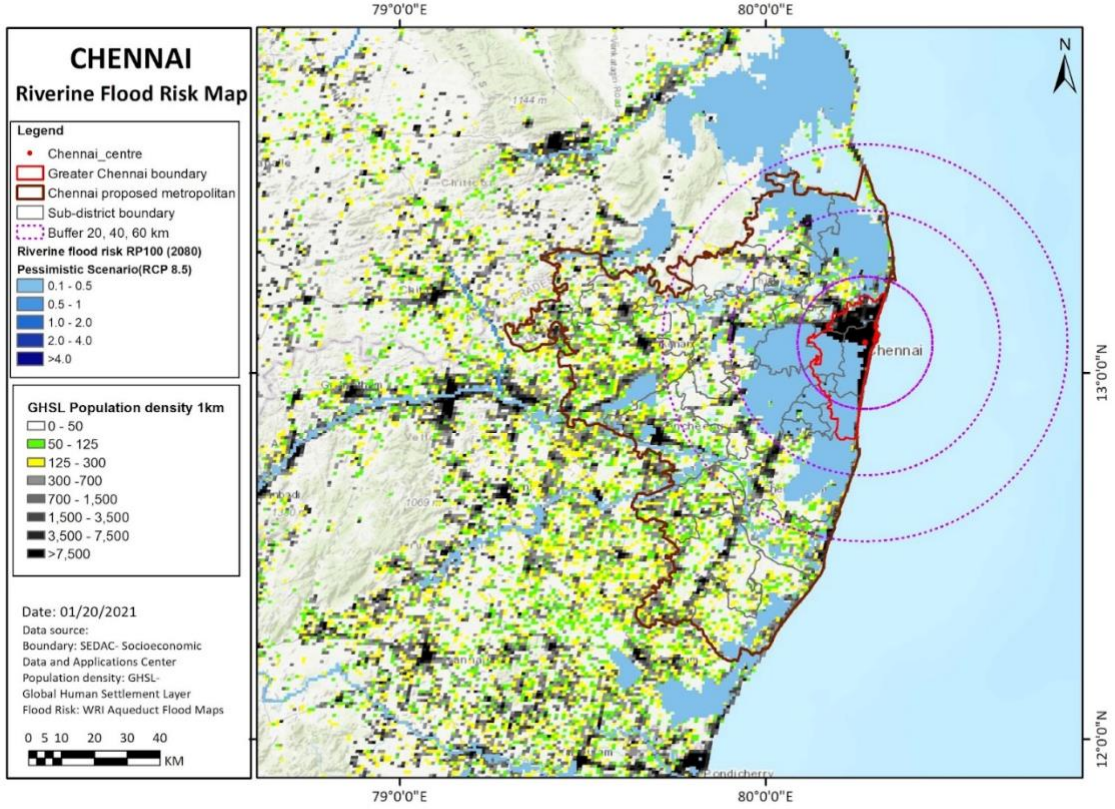 CHENNAI
Riverine Flood Risk Map
Legend
Chennai_centre
Greater Chennai boundary
Chennai proposed metropolitan
Sub-district boundary
Buffer 20, 40, 60 km
Riverine flood risk RP100 (2080)
Pessimistic Scenario(RCP 8.5)
0.1 - 0.5
0.5 - 1
1.0 - 2.0
2.0 - 4.0
>4.0
GHSL Population density 1km
0 - 50
50 - 125
125 - 300
300 -700
700 - 1,500
1,500 - 3,500
3,500 - 7,500
>7,500
Date: 01/20/2021
Data source:
Boundary: SEDAC- Socioeconomic
Data and Applications Center
Population density: GHSL-
Global Human Settlement Layer
Flood Risk: WRI Aqueduct Flood Maps
0 5 10 20 30 40
KM
79°0'0"E
80°0'0"E
N
1144 m
HILLS
Chennai
13°0'0"N
1069 m
12°0'0"N
Pondicherry
79°0'0"E
80°0'0"E